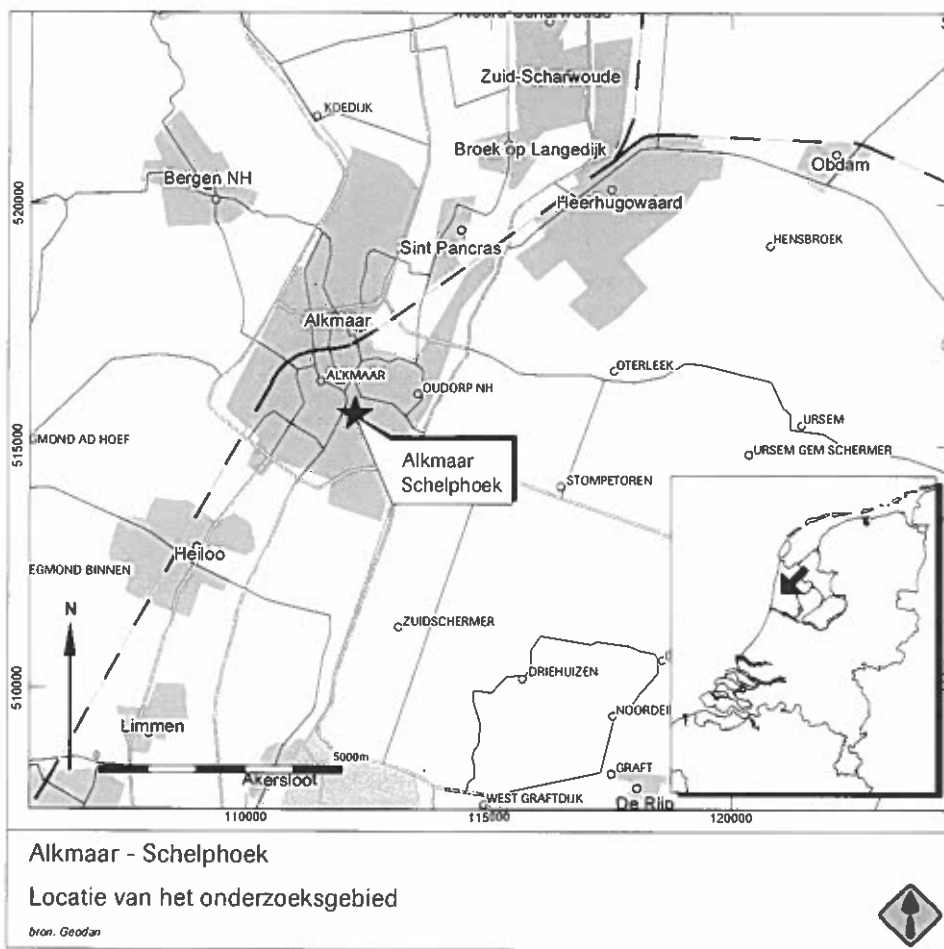 Zuid-Scharwoude
KOEDIJK
Broek op Langedijk
Obdam
Bergen NH
Heerhugowaard
520000
Sint Pancras
HENSBROEK
Alkmaar
ALKMAAR
OUDORP NH
OTERLEEK
515000
MOND AD HOEF
URSEM
URSEM GEM SCHERMER
Alkmaar
Schelphoek
STOMPETOREN
Heiloo
EGMOND BINNEN
N
ZUIDSCHERMER
510000
DRIEHUIZEN
NOORDEI
Limmen
5000m
Akersloot
GRAFT
De Rijp
WEST GRAFTDIJK
110000
115000
120000
Alkmaar - Schelphoek
Locatie van het onderzoeksgebied
bron. Geodan